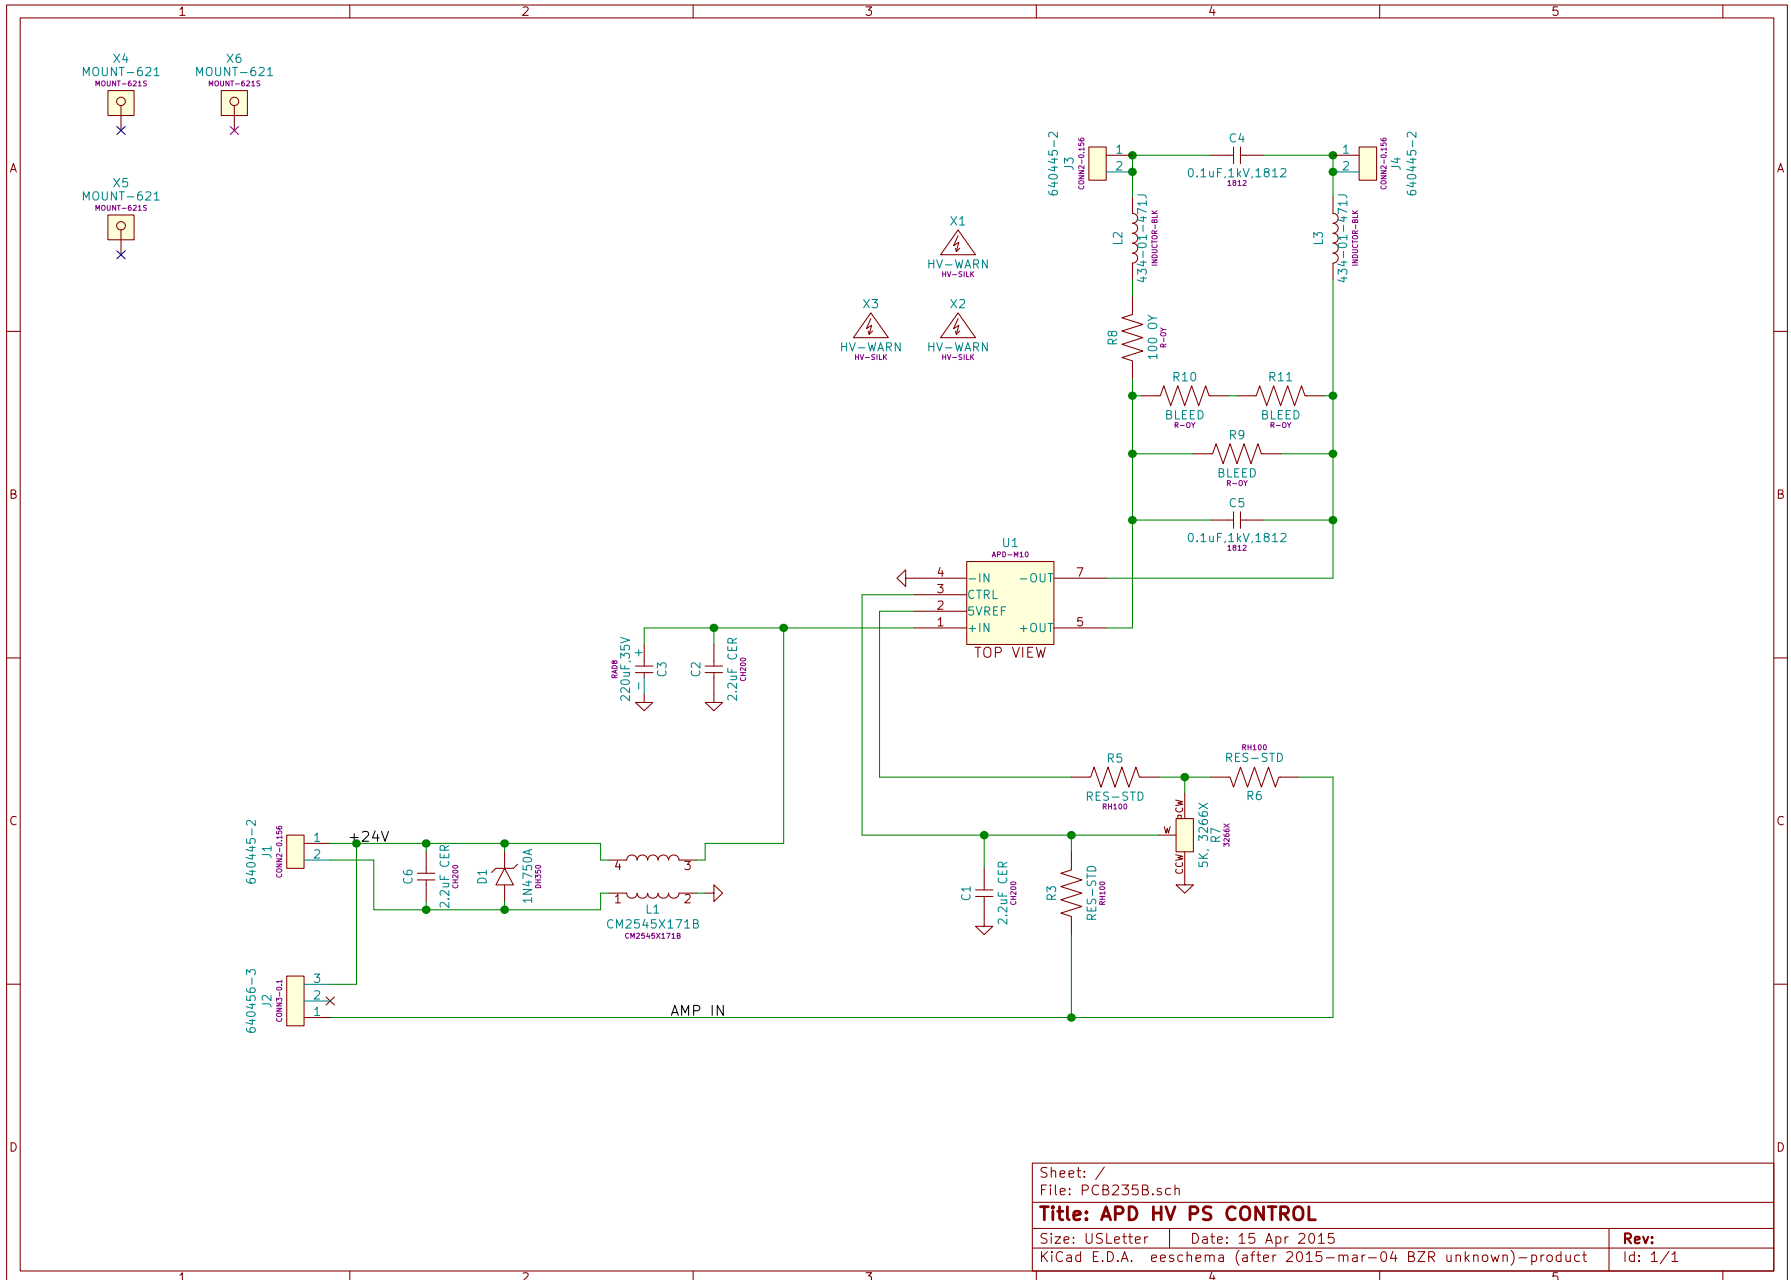 1 2 3 4 5
A
B
C
D
A
B
C
D
X4
MOUNT-621
MOUNT-621S
X6
MOUNT-621
MOUNT-621S
X5
MOUNT-621
MOUNT-621S
X1
HV-WARN
HV-SILK
X3
HV-WARN
HV-SILK
X2
HV-WARN
HV-SILK
640445-2
J3
CONN2-0.156
1
2
C4
0.1uF,1kV,1812
1812
1
2
CONN2-0.156
J4
640445-2
L2
434-01-471J
INDUCTOR-BLK
L3
434-01-471J
INDUCTOR-BLK
R8
100 OY
R-OY
R10
BLEED
R-OY
R11
BLEED
R-OY
R9
BLEED
R-OY
C5
0.1uF,1kV,1812
1812
U1
APD-M10
4 -IN -OUT 7
3 CTRL
2 5VREF
1 +IN +OUT 5
TOP VIEW
RAD8
220uF,35V
+
-
C3
C2
2.2uF CER
CH200
R5
RES-STD
RH100
RH100
RES-STD
R6
CW
W
CCW
5K, 3266X
R7
3266X
C1
2.2uF CER
CH200
R3
RES-STD
RH100
640445-2
J1
CONN2-0.156
1
2
+24V
C6
2.2uF CER
CH200
D1
1N4750A
DH350
4 3
1 2
L1
CM2545X171B
CM2545X171B
640456-3
J2
CONN3-0.1
3
2
1
AMP IN
Sheet: /
File: PCB235B.sch
Title: APD HV PS CONTROL
Size: USLetter Date: 15 Apr 2015 Rev:
KiCad E.D.A. eeschema (after 2015-mar-04 BZR unknown)-product Id: 1/1
1 2 3 4 5